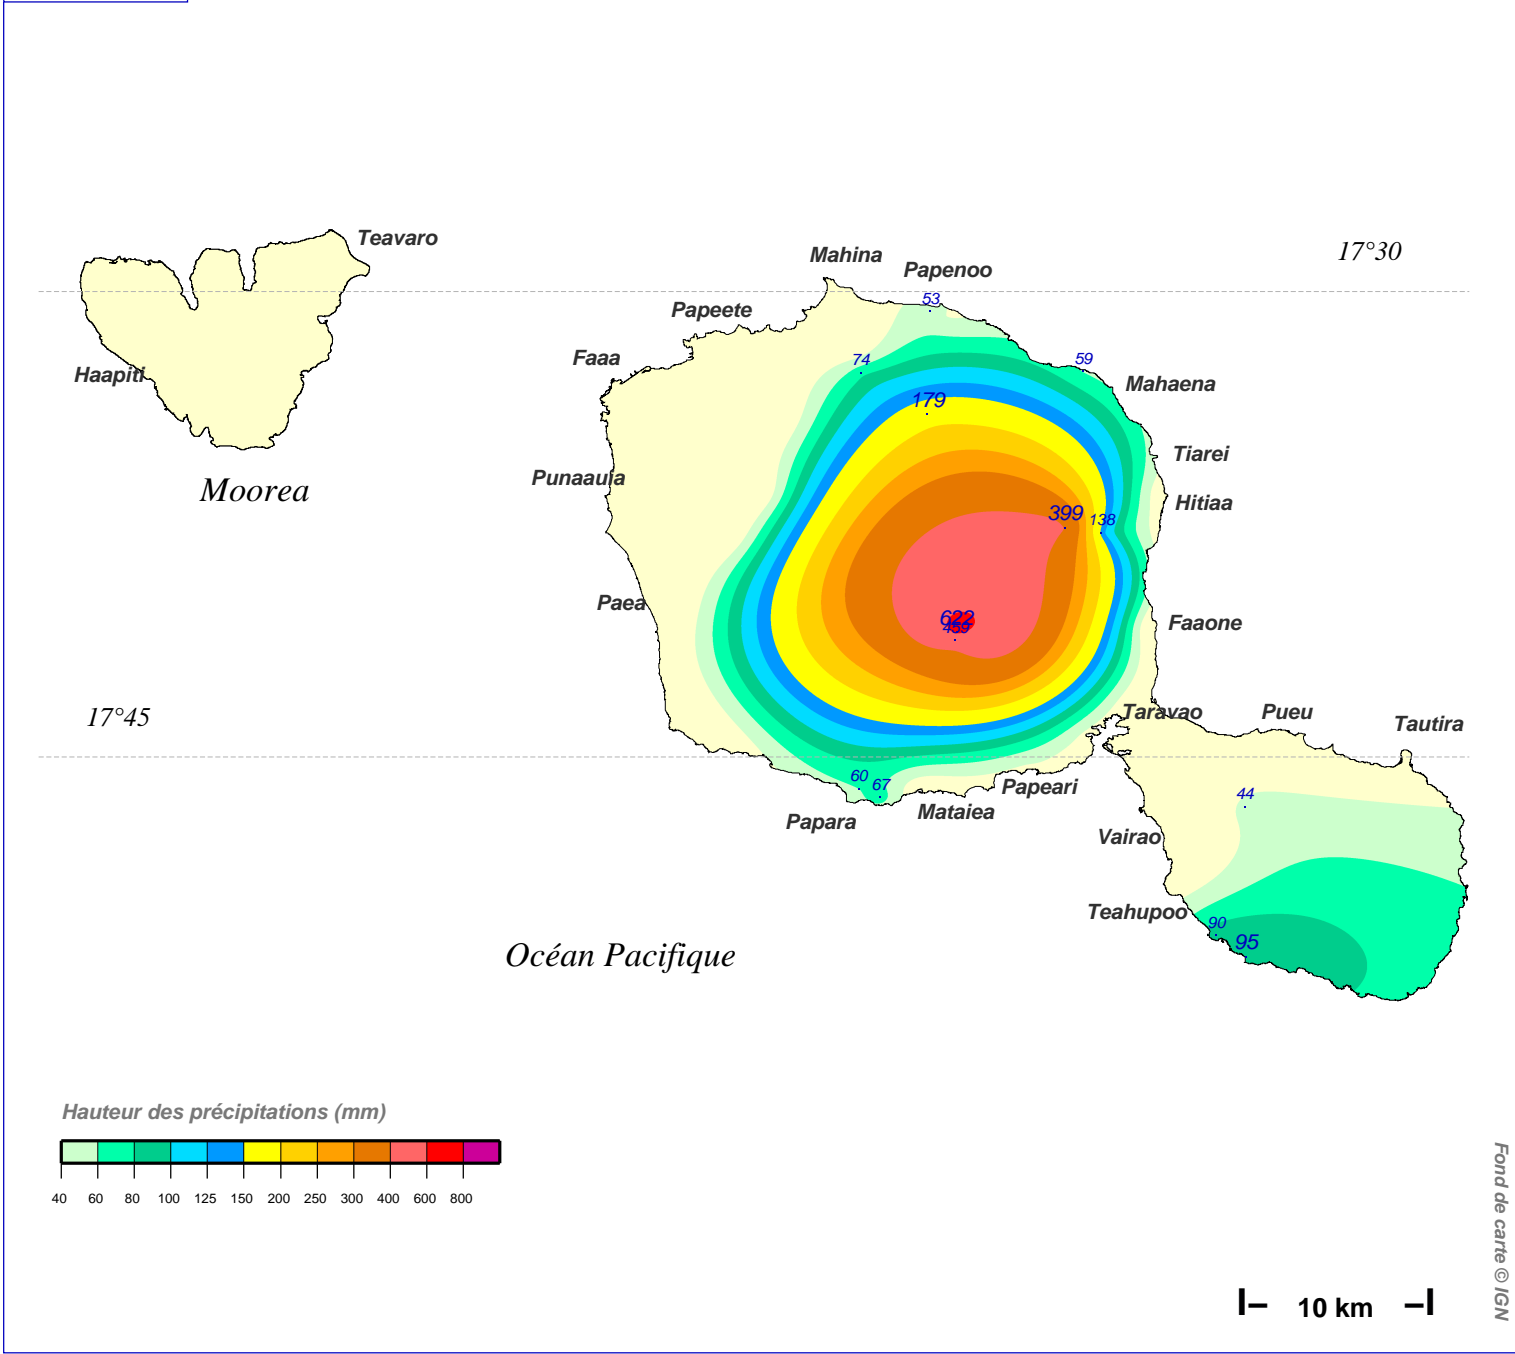 Teavaro
Mahina
17°30
Papenoo
53
Papeete
Faaa
74
59
Haapiti
Mahaena
179
Tiarei
Punaauia
Moorea
Hitiaa
399
138
Paea
622
459
Faaone
17°45
Taravao
Pueu
Tautira
60
67
Papeari
44
Papara
Mataiea
Vairao
Teahupoo
90
95
Océan Pacifique
Hauteur des précipitations (mm)
40 60 80 100 125 150 200 250 300 400 600 800
Fond de carte © IGN
10 km